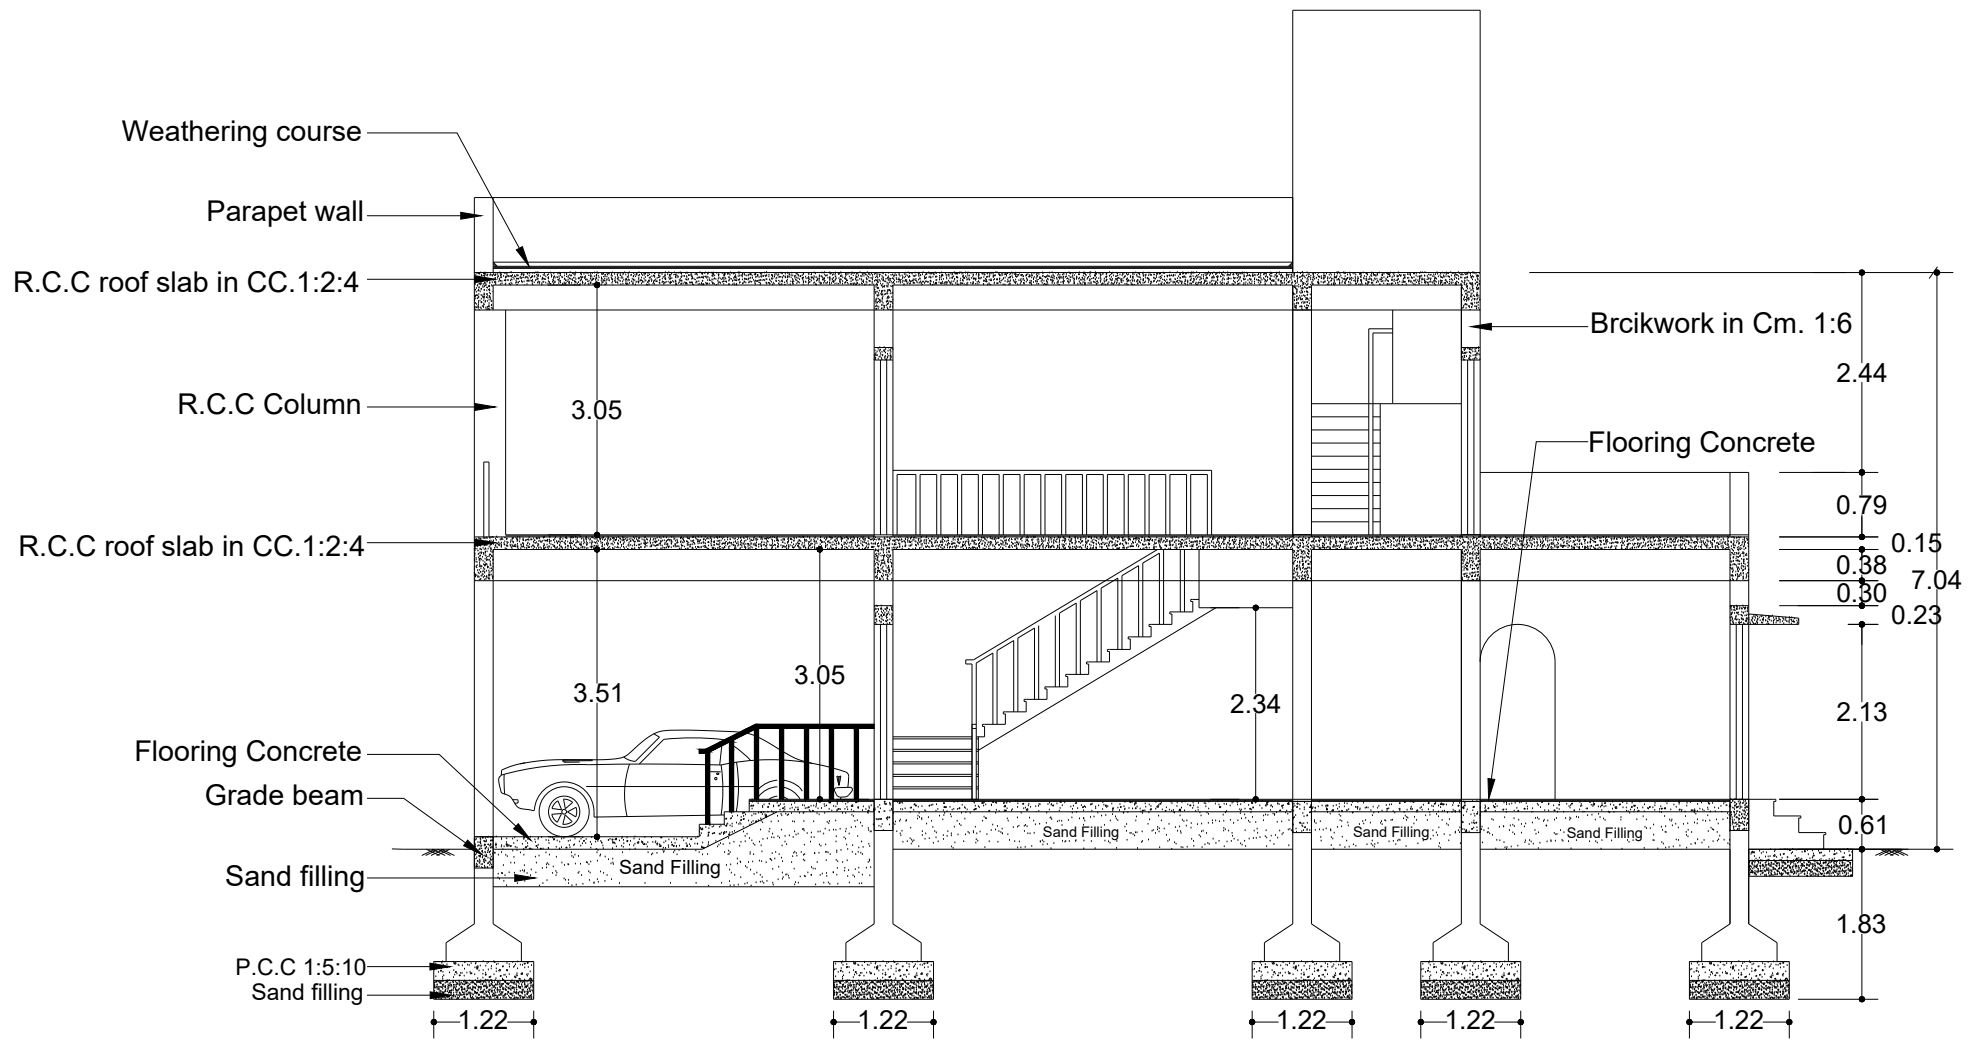 Weathering course
Parapet wall
R.C.C roof slab in CC.1:2:4
Brcikwork in Cm. 1:6
2.44
R.C.C Column
3.05
Flooring Concrete
0.79
R.C.C roof slab in CC.1:2:4
0.15
0.38
7.04
0.30
0.23
3.05
3.51
2.34
2.13
Flooring Concrete
Grade beam
0.61
Sand Filling
Sand Filling
Sand Filling
Sand Filling
Sand filling
1.83
P.C.C 1:5:10
Sand filling
1.22
1.22
1.22
1.22
1.22